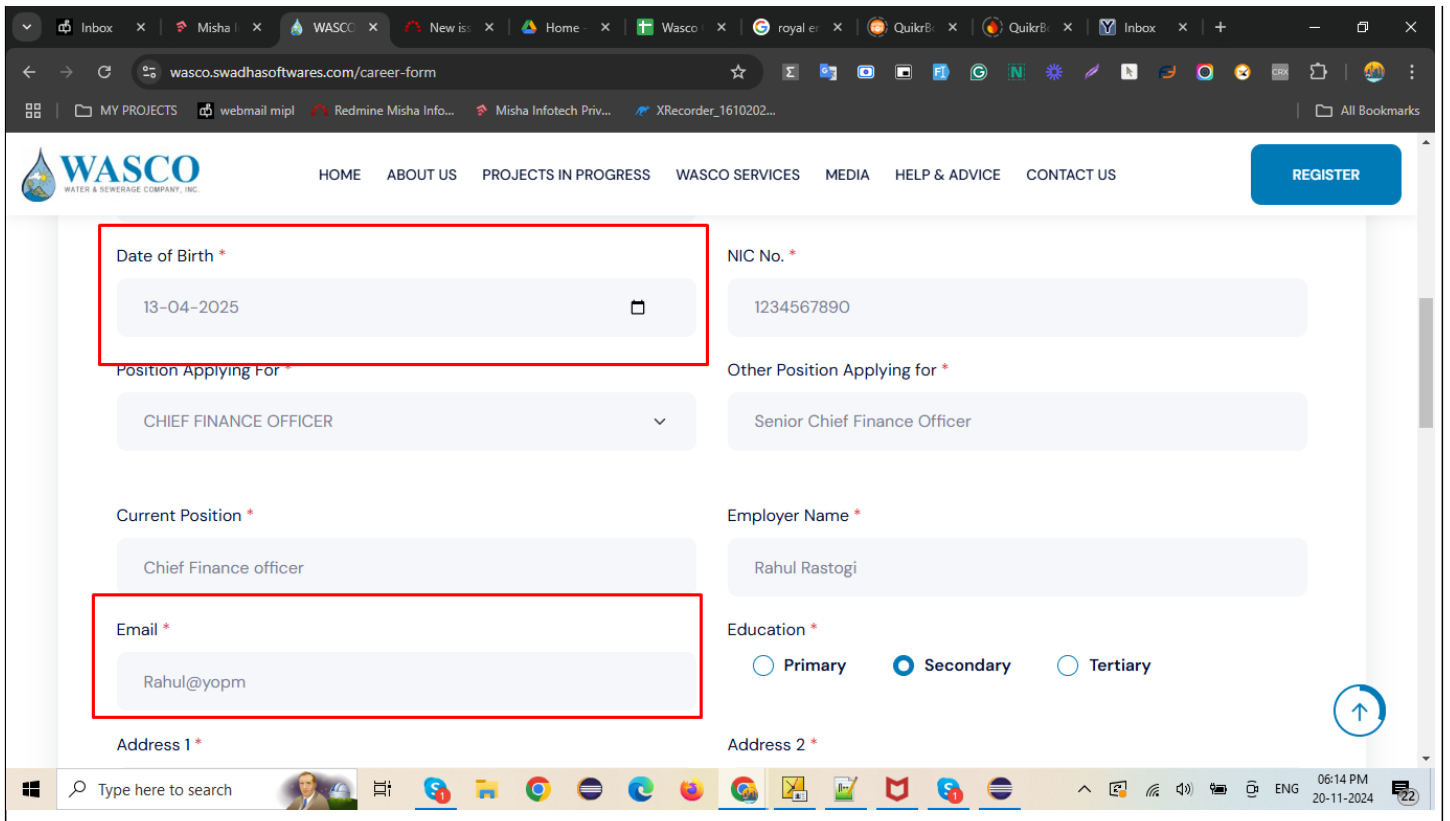 Inbox
Misha I
WASCO
New iss
Home -
Wasco
royal er
QuikrB
QuikrB
Inbox
wasco.swadhasoftwares.com/career-form
MY PROJECTS
webmail mipl
Redmine Misha Info...
Misha Infotech Priv...
XRecorder_1610202...
All Bookmarks
WASCO
WATER & SEWERAGE COMPANY, INC.
HOME ABOUT US PROJECTS IN PROGRESS WASCO SERVICES MEDIA HELP & ADVICE CONTACT US
REGISTER
Date of Birth *
NIC No. *
13-04-2025
1234567890
Position Applying For *
Other Position Applying for *
CHIEF FINANCE OFFICER
Senior Chief Finance Officer
Current Position *
Employer Name *
Chief Finance officer
Rahul Rastogi
Email *
Education *
Primary Secondary Tertiary
Rahul@yopm
Address 1 *
Address 2 *
Type here to search
ENG
06:14 PM
20-11-2024
22